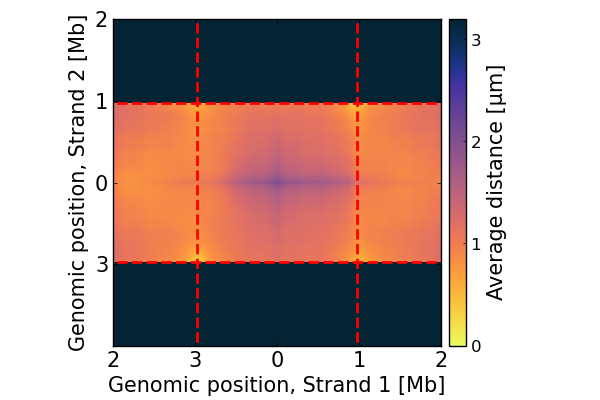 2
1
0
3
Genomic position, Strand 2 [Mb]
2 3 0 1 2
Genomic position, Strand 1 [Mb]
3
2
1
0
Average distance [μm]